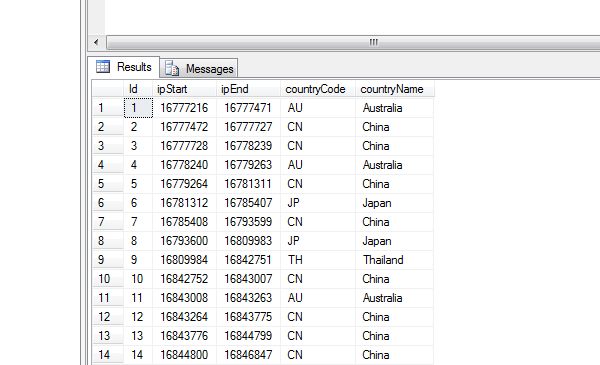 Results Messages
Id ipStart ipEnd countryCode countryName
1 1 16777216 16777471 AU Australia
2 2 16777472 16777727 CN China
3 3 16777728 16778239 CN China
4 4 16778240 16779263 AU Australia
5 5 16779264 16781311 CN China
6 6 16781312 16785407 JP Japan
7 7 16785408 16793599 CN China
8 8 16793600 16809983 JP Japan
9 9 16809984 16842751 TH Thailand
10 10 16842752 16843007 CN China
11 11 16843008 16843263 AU Australia
12 12 16843264 16843775 CN China
13 13 16843776 16844799 CN China
14 14 16844800 16846847 CN China